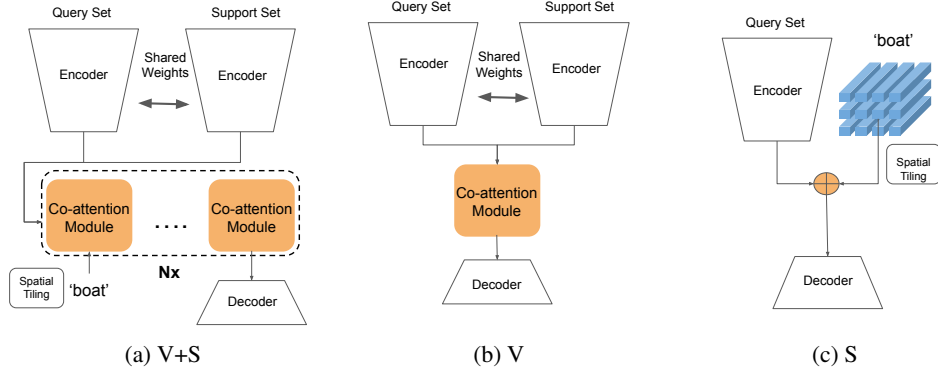 Query Set
Support Set
Encoder
Shared
Weights
Encoder
Co-attention
Module
. . . .
Co-attention
Module
Nx
Spatial
Tiling
'boat'
Decoder
(a) V+S
Query Set
Support Set
Encoder
Shared
Weights
Encoder
Co-attention
Module
Decoder
(b) V
Query Set
'boat'
Encoder
Spatial
Tiling
Decoder
(c) S